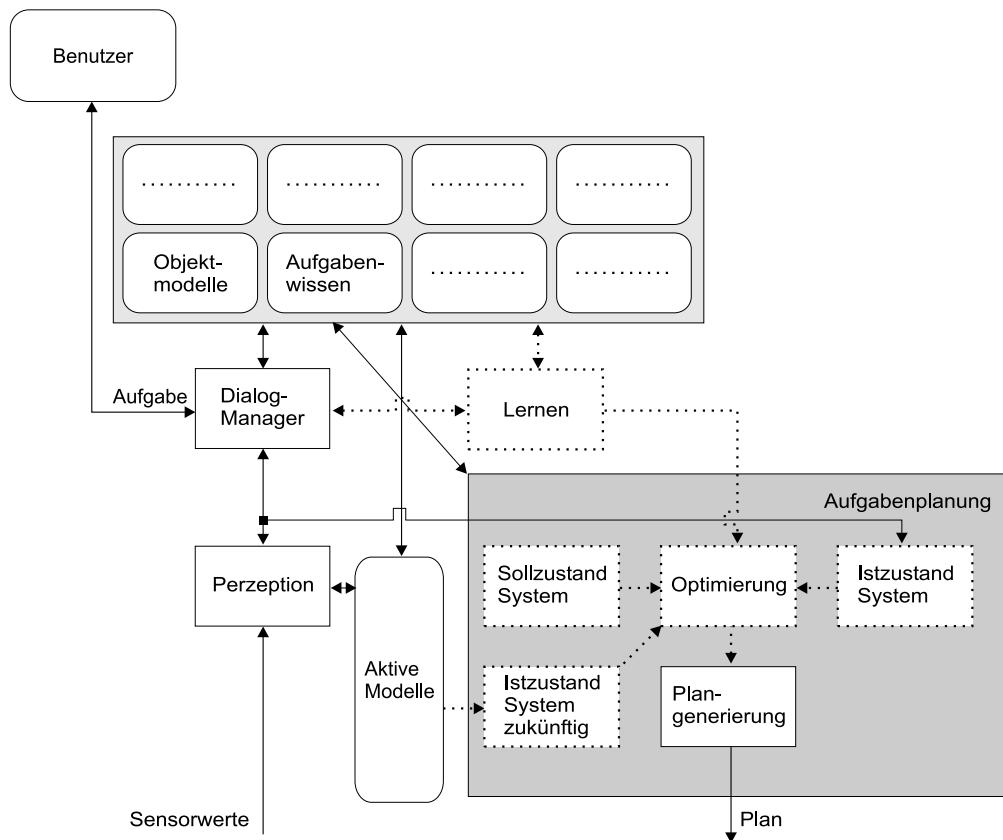 Benutzer
Objekt-
modelle
Aufgaben-
wissen
Aufgabe
Dialog-
Manager
Lernen
Aufgabenplanung
Perzeption
Sollzustand
System
Optimierung
Istzustand
System
Aktive
Modelle
Istzustand
System
zukünftig
Plan-
generierung
Sensorwerte
Plan